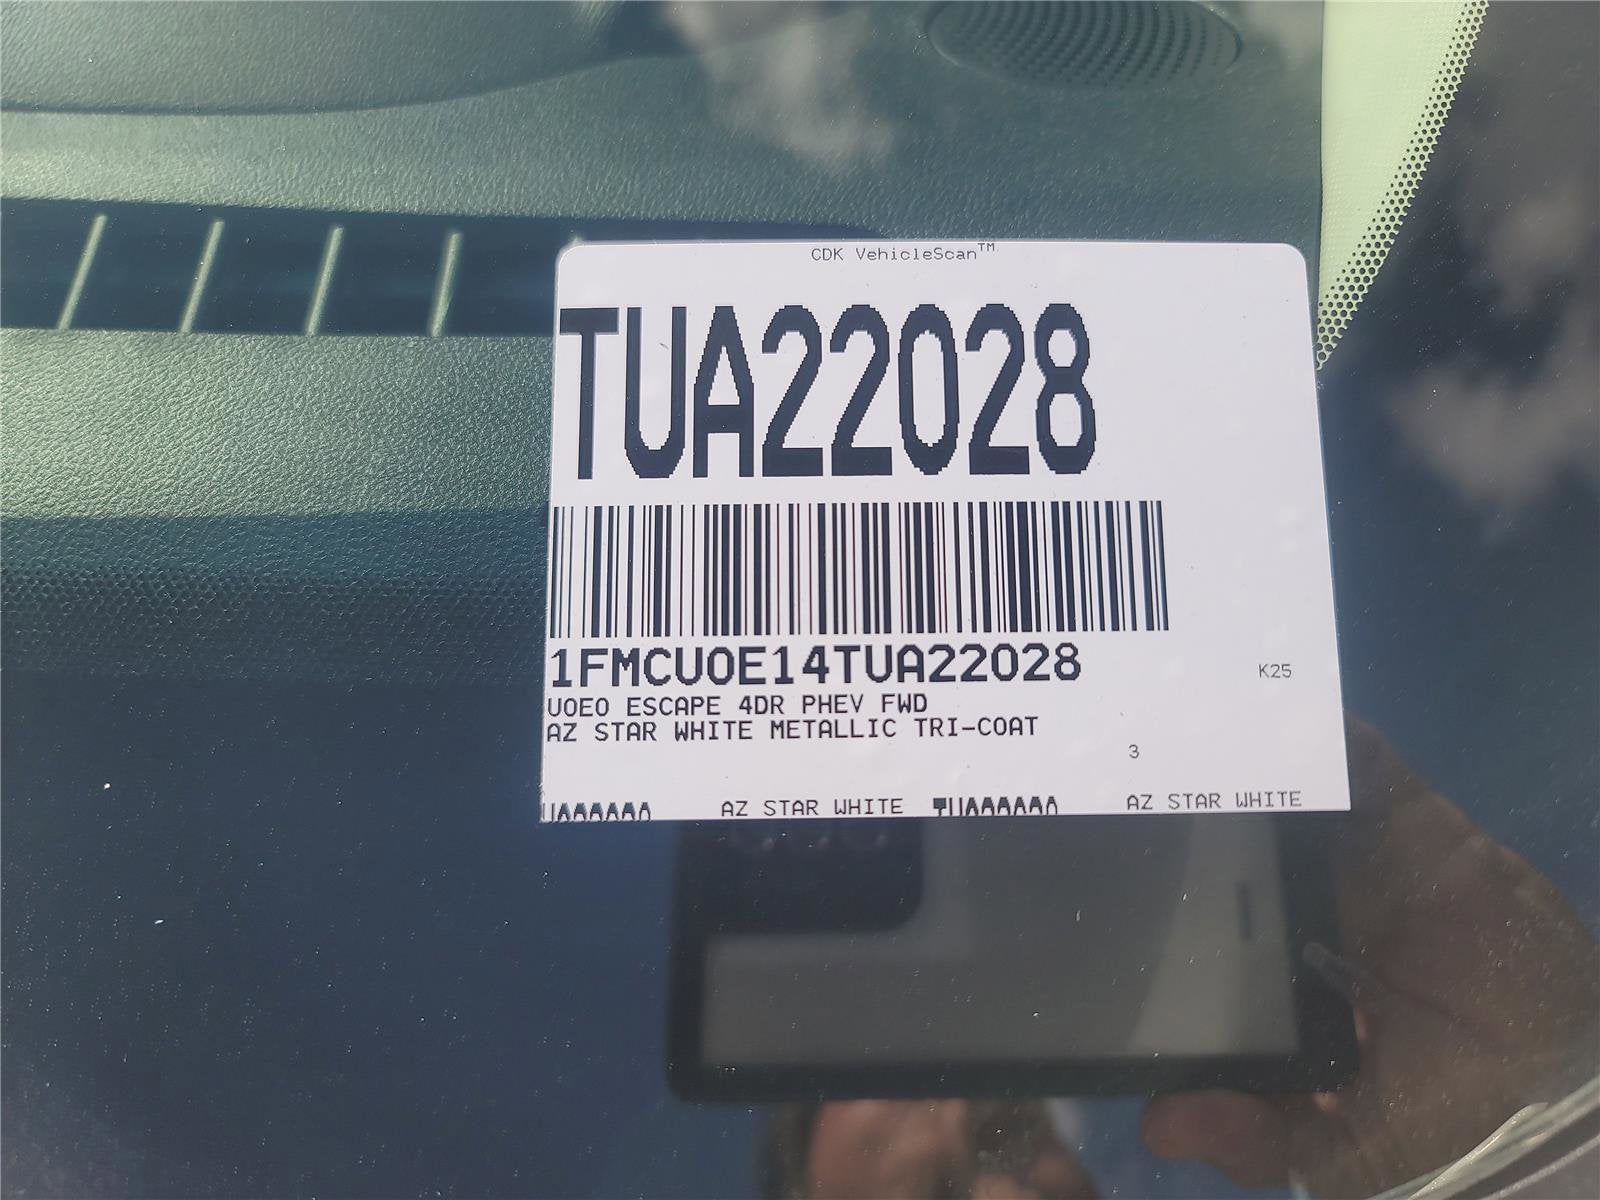 CDK VehicleScan™
TUA22028
1FMCU0E14TUA22028
K25
U0E0 ESCAPE 4DR PHEV FWD
AZ STAR WHITE METALLIC TRI-COAT
3
AZ STAR WHITE
AZ STAR WHITE